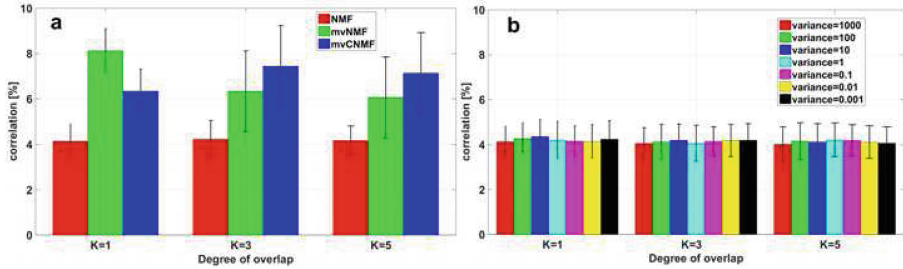 a
NMF
mvNMF
mvCNMF
correlation [%]
10
8
6
4
2
0
K=1
K=3
K=5
Degree of overlap
b
variance=1000
variance=100
variance=10
variance=1
variance=0.1
variance=0.01
variance=0.001
correlation [%]
10
8
6
4
2
0
K=1
K=3
K=5
Degree of overlap